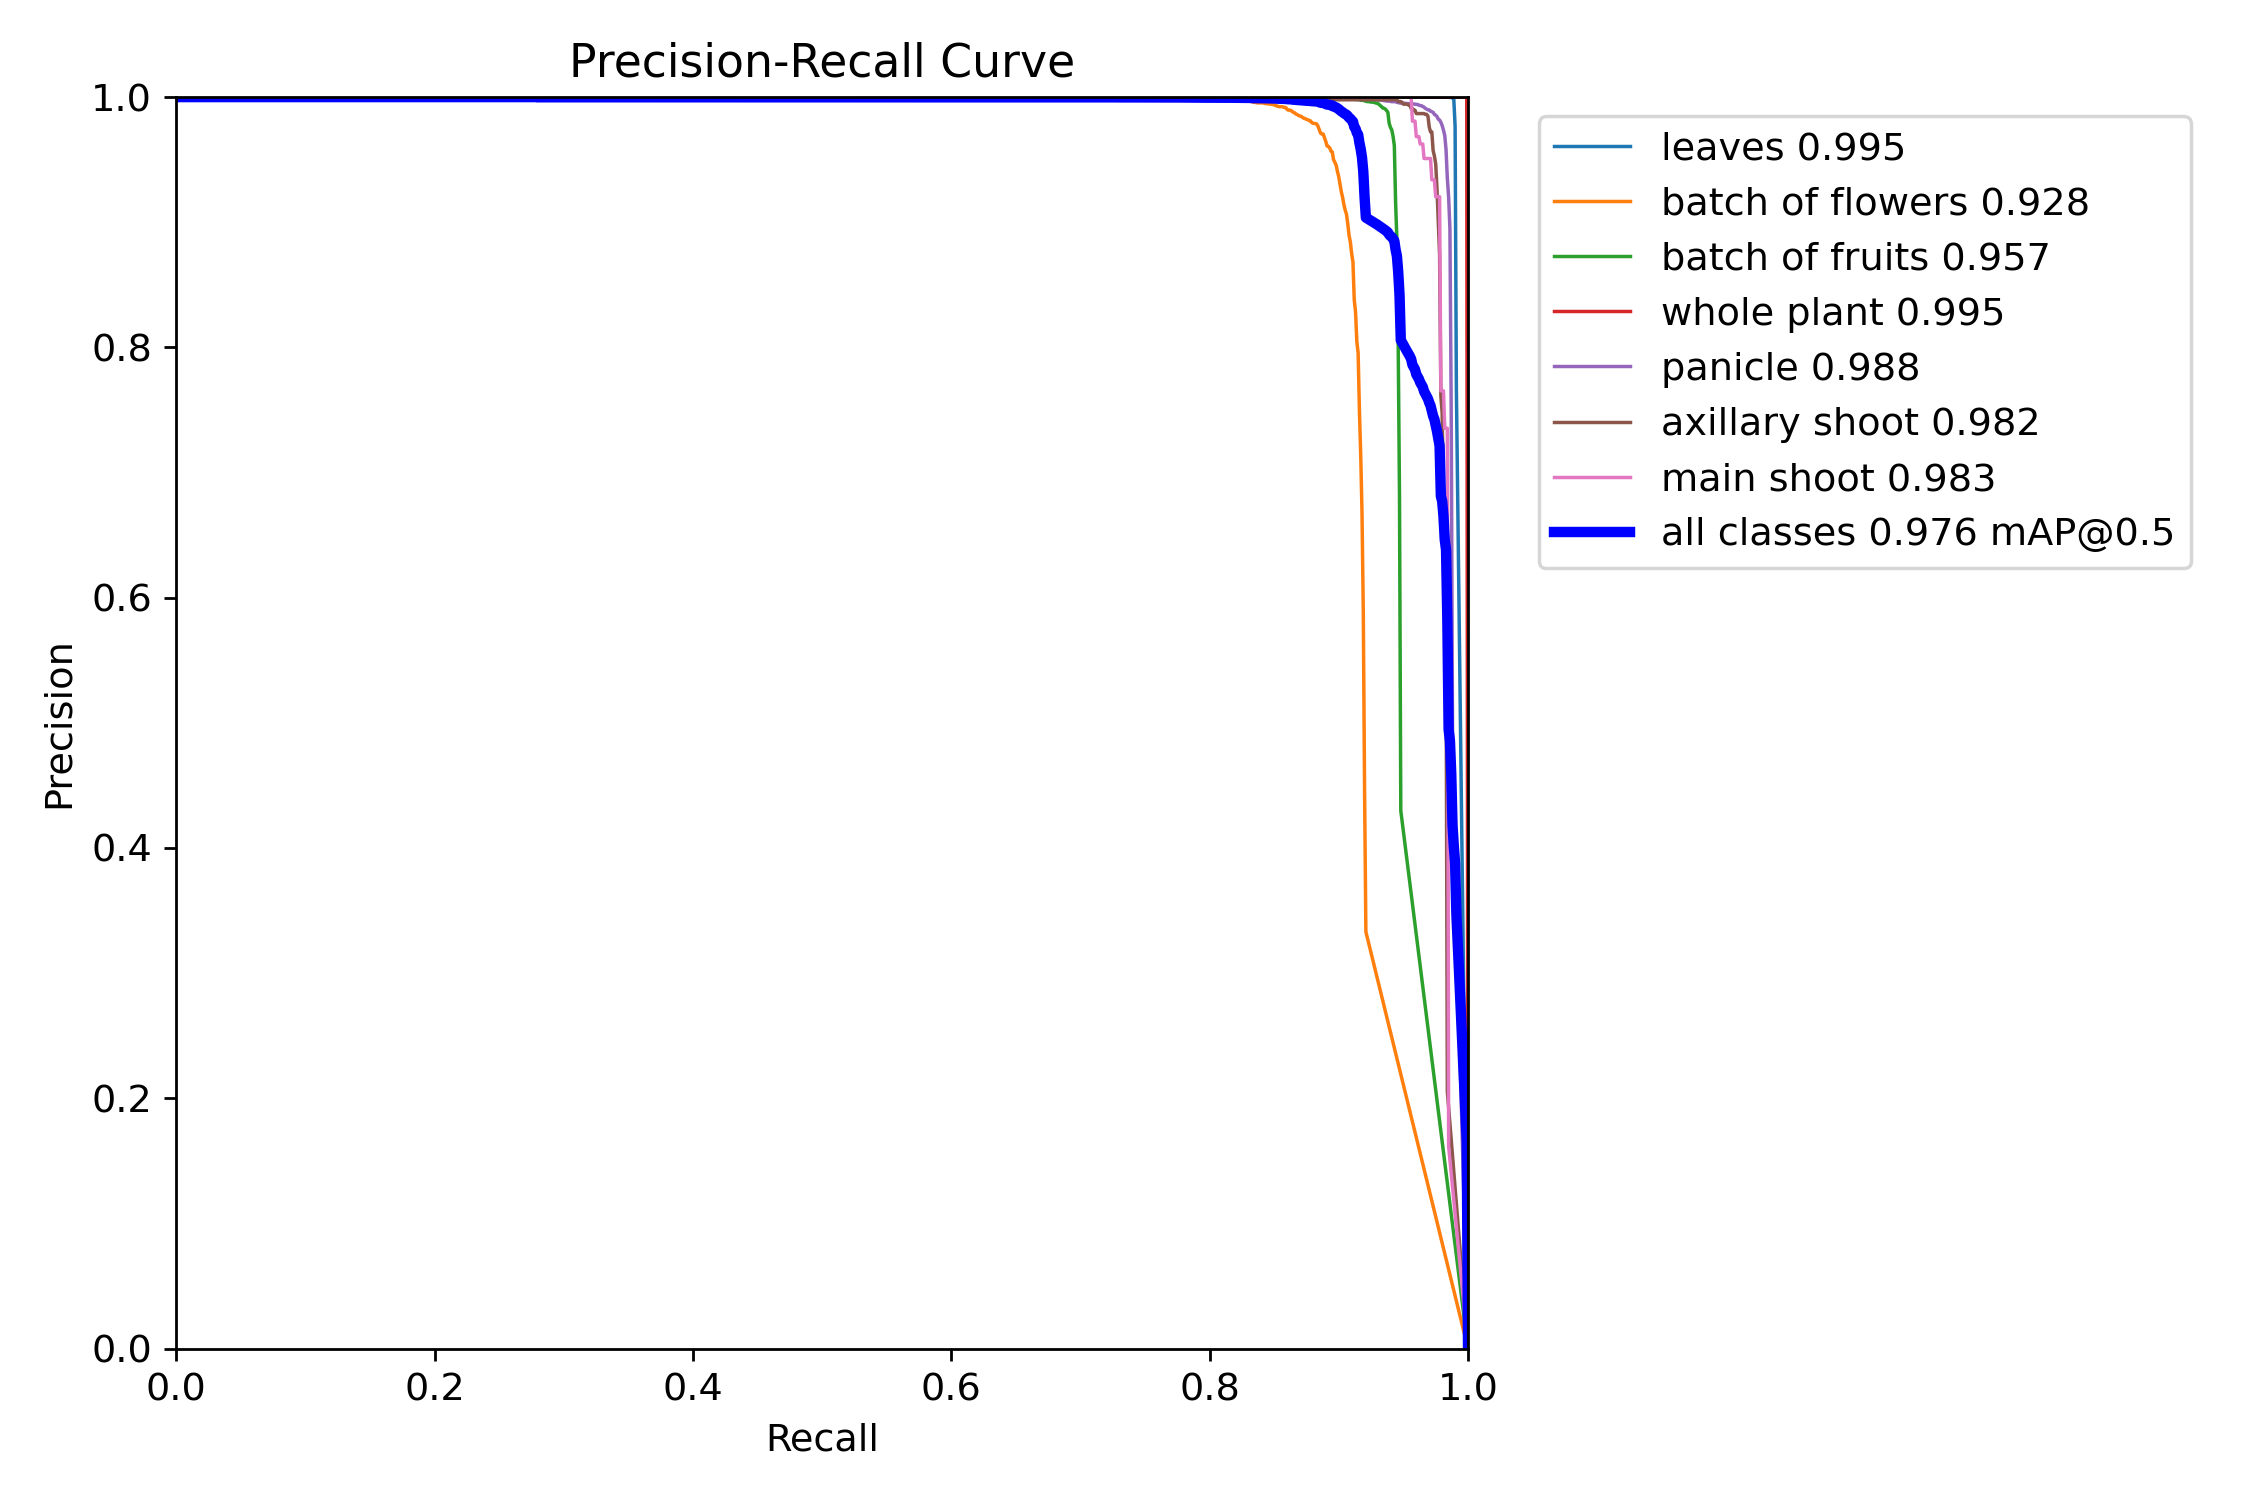 Precision-Recall Curve
1.0
0.8
0.6
0.4
0.2
0.0
Precision
0.0 0.2 0.4 0.6 0.8 1.0
Recall
leaves 0.995
batch of flowers 0.928
batch of fruits 0.957
whole plant 0.995
panicle 0.988
axillary shoot 0.982
main shoot 0.983
all classes 0.976 mAP@0.5